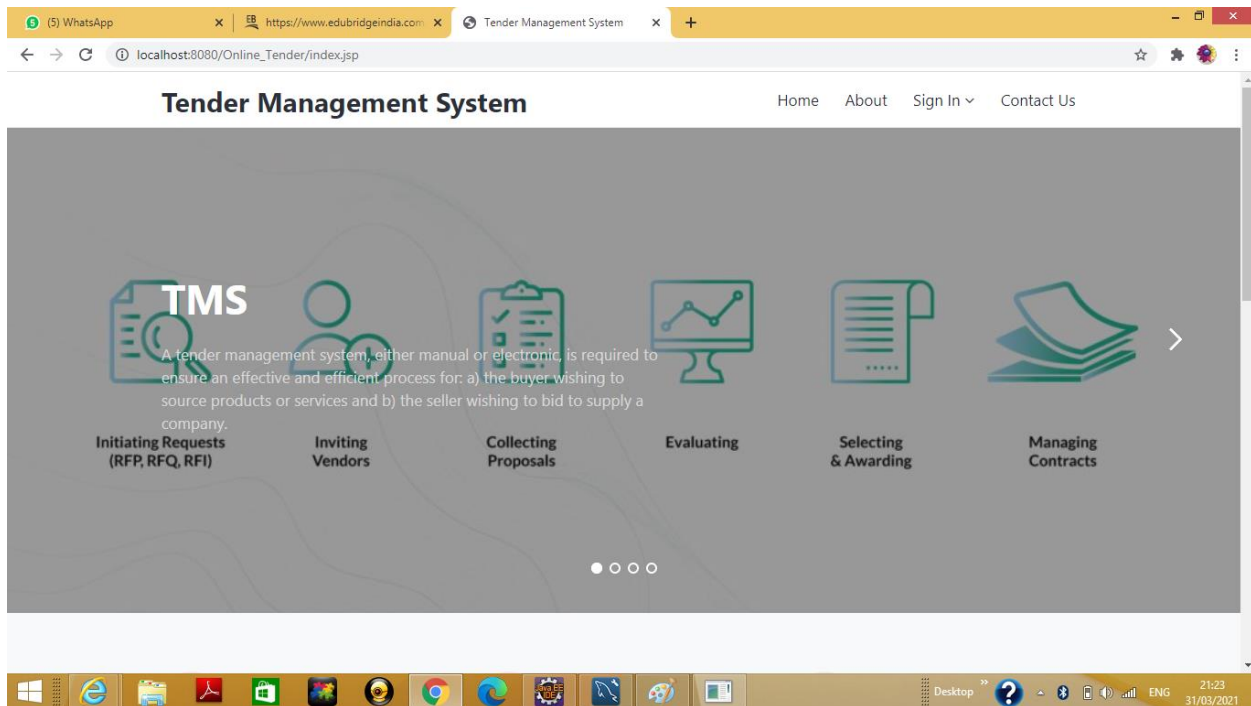 (5) WhatsApp
https://www.edubridgeindia.com
Tender Management System
localhost:8080/Online_Tender/index.jsp
Tender Management System
Home About Sign In Contact Us
TMS
A tender management system, either manual or electronic, is required to
ensure an effective and efficient process for: a) the buyer wishing to
source products or services and b) the seller wishing to bid to supply a
company.
Initiating Requests
(RFP, RFQ, RFI)
Inviting
Vendors
Collecting
Proposals
Evaluating
Selecting
& Awarding
Managing
Contracts
Java EE
IDE
Desktop
ENG
21:23
31/03/2021